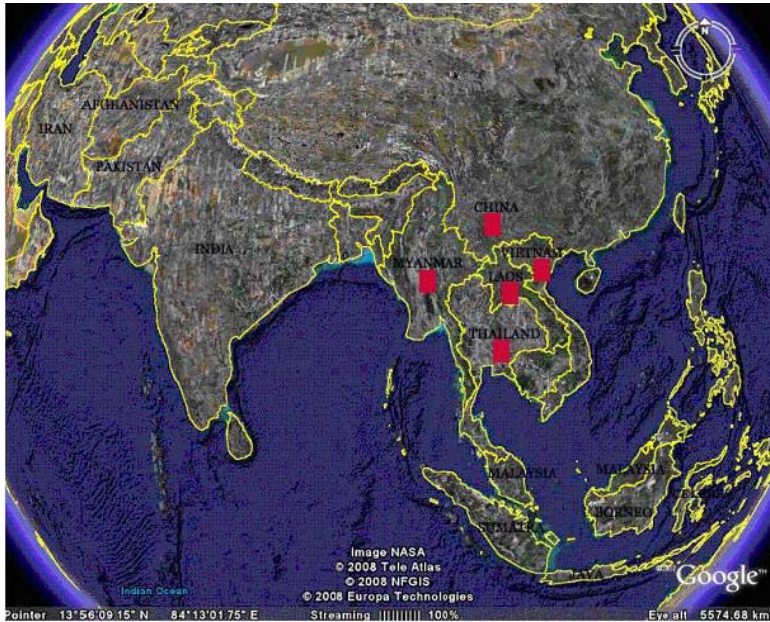 N
AFGHANISTAN
IRAN
PAKISTAN
CHINA
INDIA
VIETNAM
MYANMAR
LAOS
THAILAND
MALAYSIA
MALAYSIA
BORNEO
SUMATRA
JAVA
Image NASA
© 2008 Tele Atlas
© 2008 NFGIS
© 2008 Europa Technologies
Google™
Indian Ocean
Pointer 13°56'09.15" N 84°13'01.75" E Streaming |||||||||| 100% Eye alt 5574.68 km